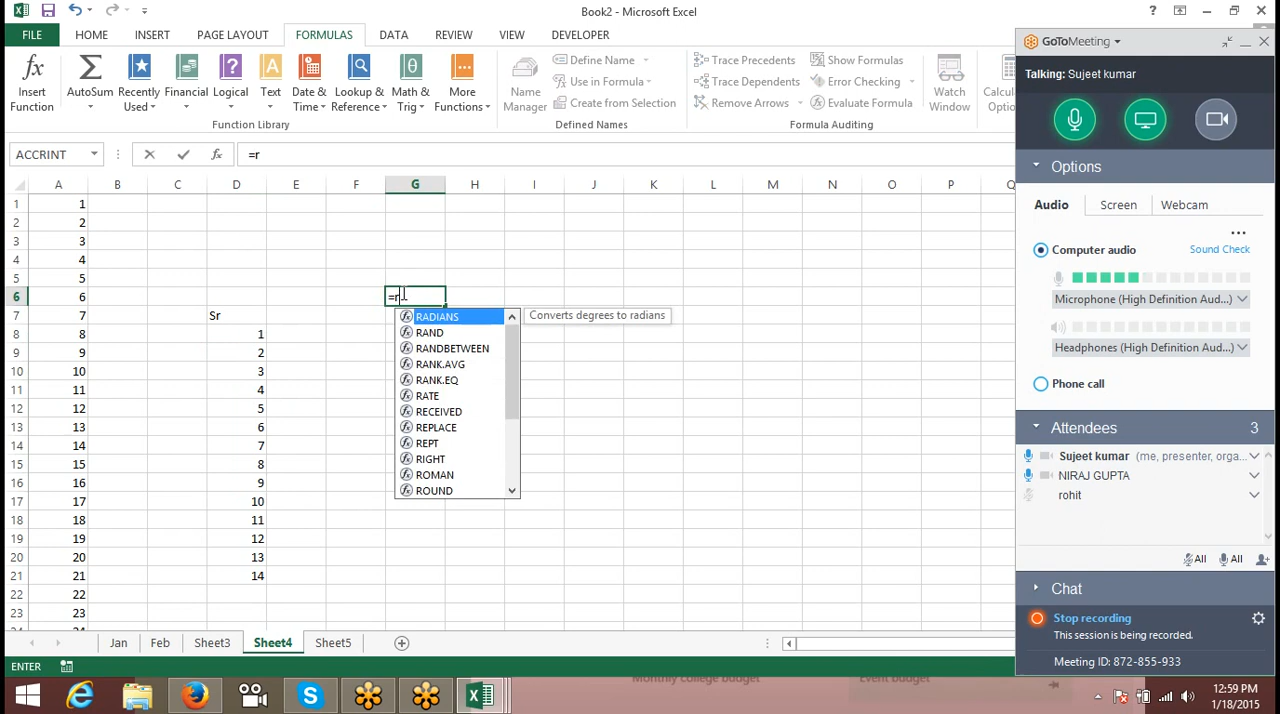 Book2 - Microsoft Excel
FILE HOME INSERT PAGE LAYOUT FORMULAS DATA REVIEW VIEW DEVELOPER
Insert Function
AutoSum
Recently Used
Financial
Logical
Text
Date & Time
Lookup & Reference
Math & Trig
More Functions
Function Library
Name Manager
Define Name
Use in Formula
Create from Selection
Defined Names
Trace Precedents
Trace Dependents
Remove Arrows
Show Formulas
Error Checking
Evaluate Formula
Formula Auditing
Watch Window
ACCRINT
fx
=r
A B C D E F G H I J K L M N O P Q
1 1
2 2
3 3
4 4
5 5
6 6 =r
7 7 Sr
8 8 1
9 9 2
10 10 3
11 11 4
12 12 5
13 13 6
14 14 7
15 15 8
16 16 9
17 17 10
18 18 11
19 19 12
20 20 13
21 21 14
22 22
23 23
RADIANS
RAND
RANDBETWEEN
RANK.AVG
RANK.EQ
RATE
RECEIVED
REPLACE
REPT
RIGHT
ROMAN
ROUND
Converts degrees to radians
Jan Feb Sheet3 Sheet4 Sheet5
ENTER
GoToMeeting
Talking: Sujeet kumar
Options
Audio Screen Webcam
Computer audio Sound Check
Microphone (High Definition Aud...)
Headphones (High Definition Aud...)
Phone call
Attendees 3
Sujeet kumar (me, presenter, orga...
NIRAJ GUPTA
rohit
All All
Chat
Stop recording
This session is being recorded.
Meeting ID: 872-855-933
Monthly college budget
Event budget
12:59 PM
1/18/2015